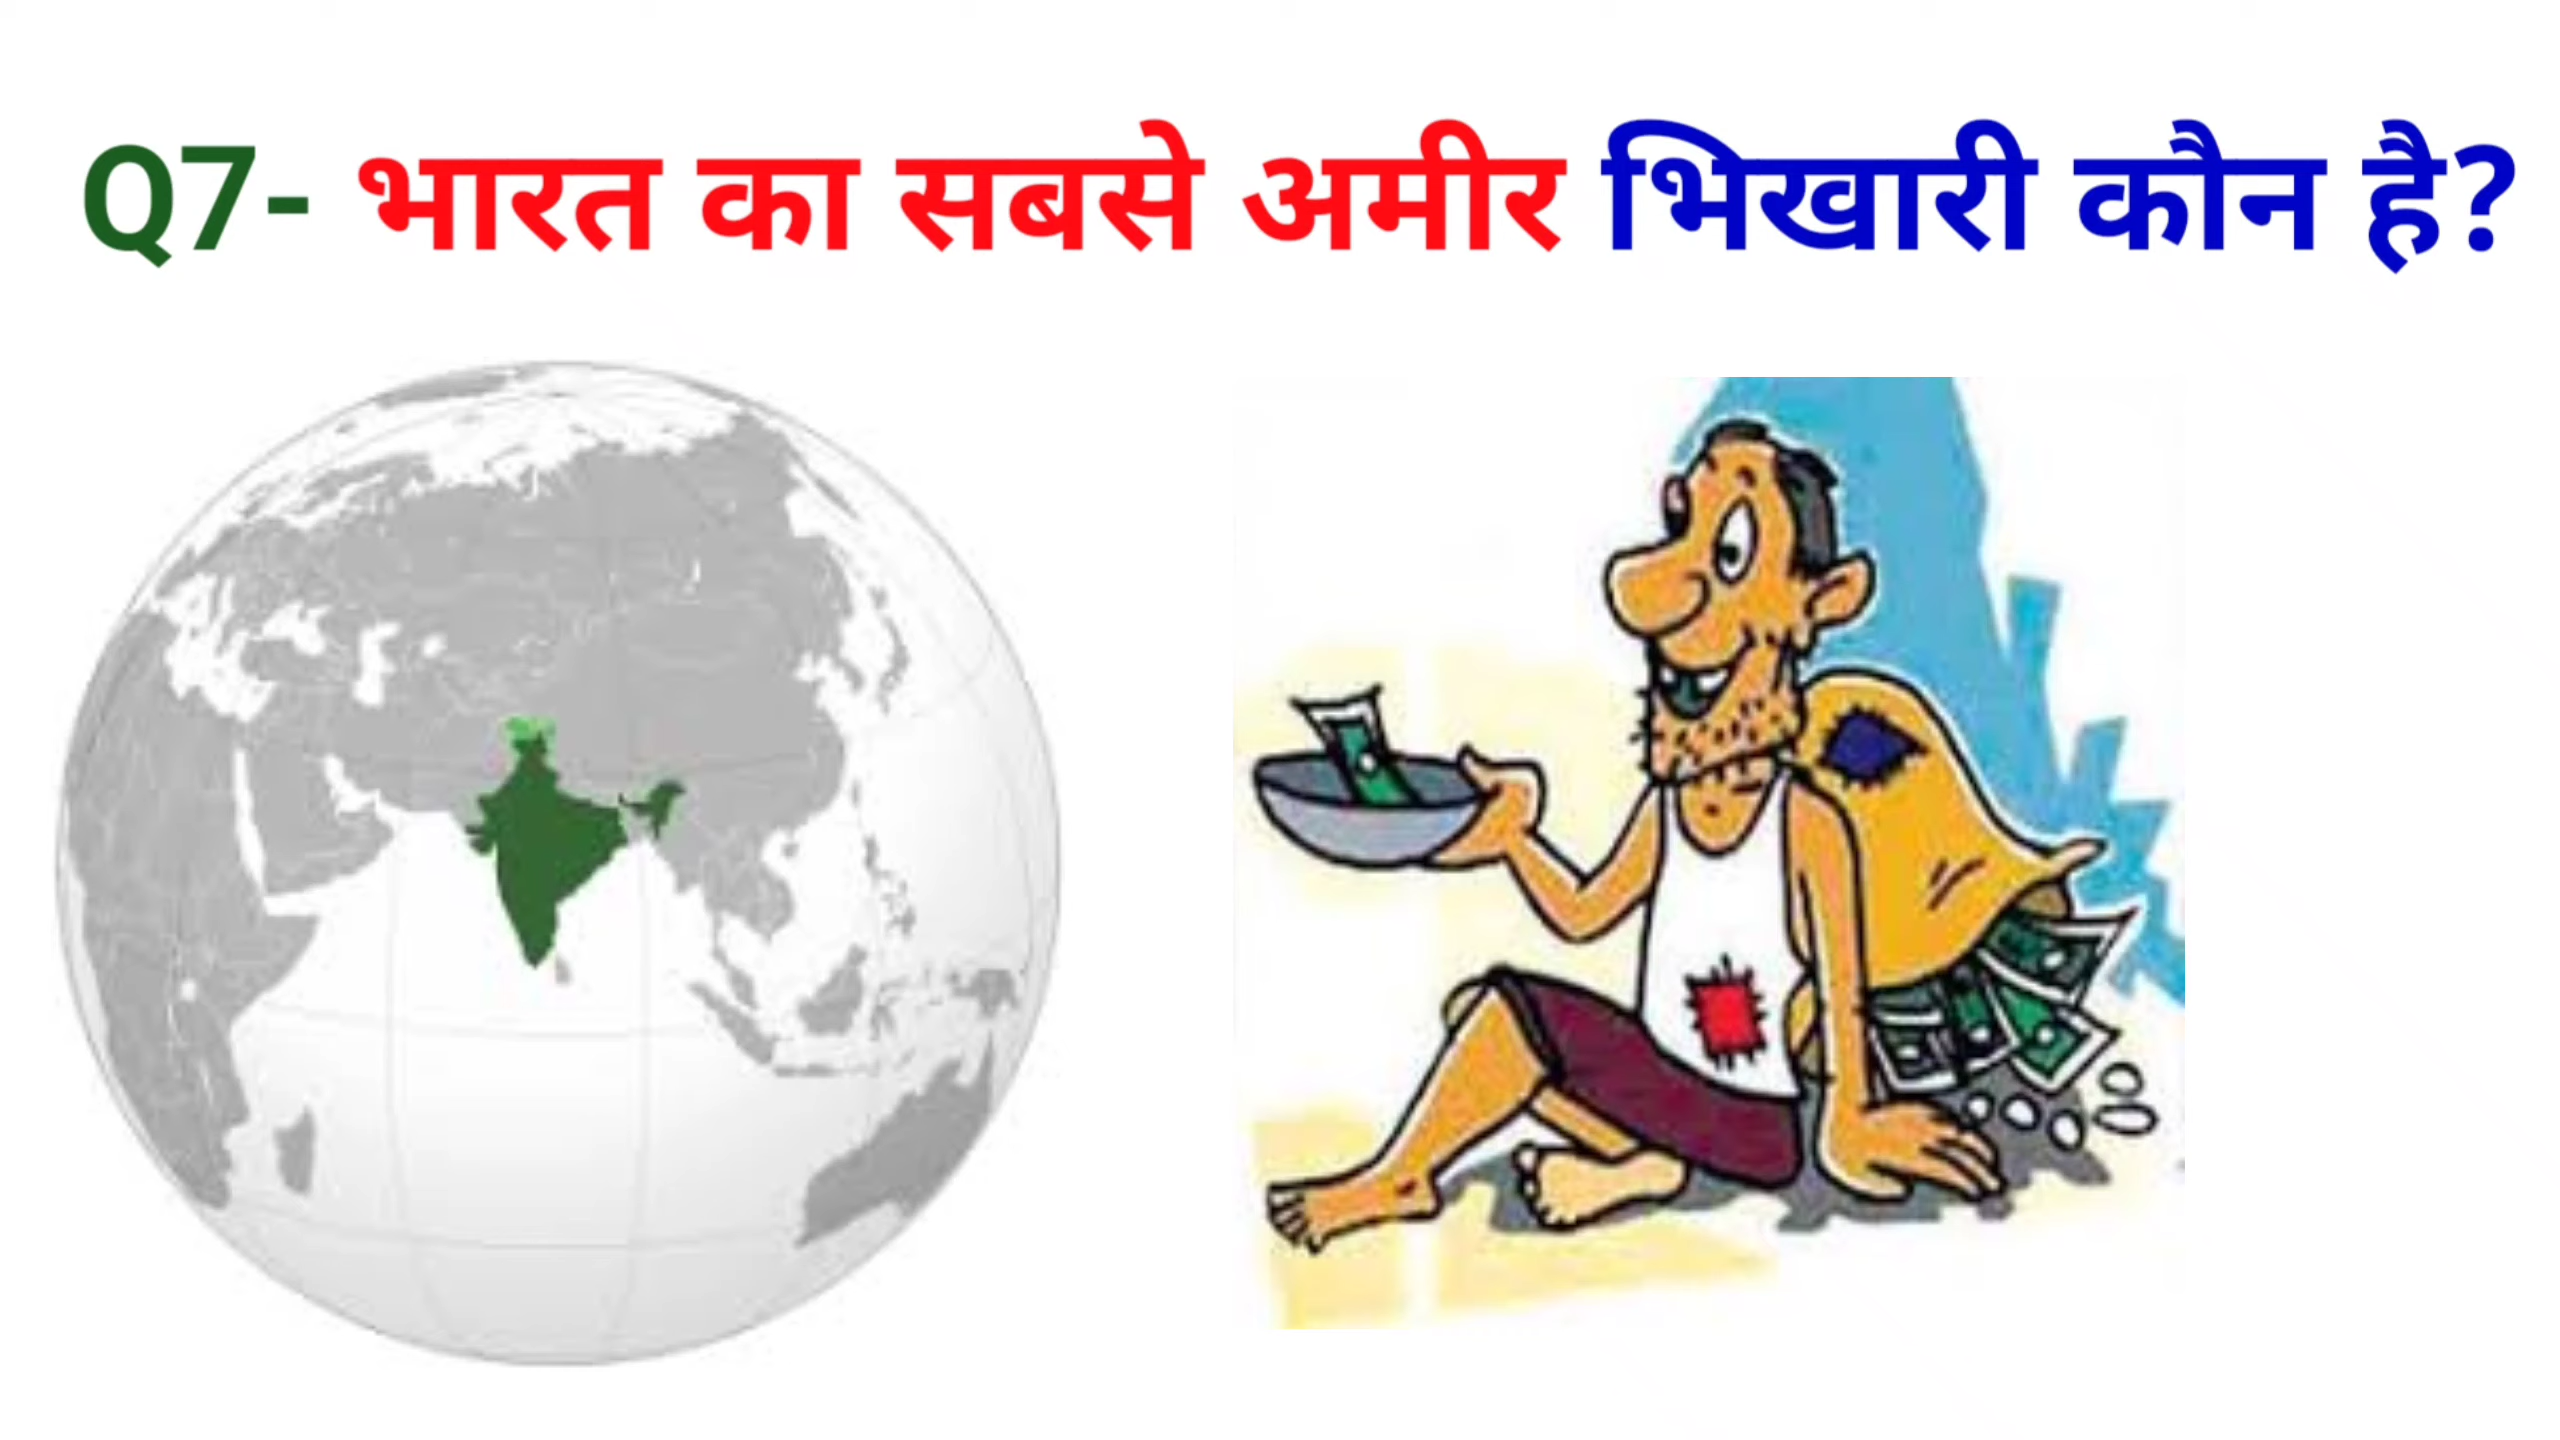 Q7- भारत का सबसे अमीर भिखारी कौन है?